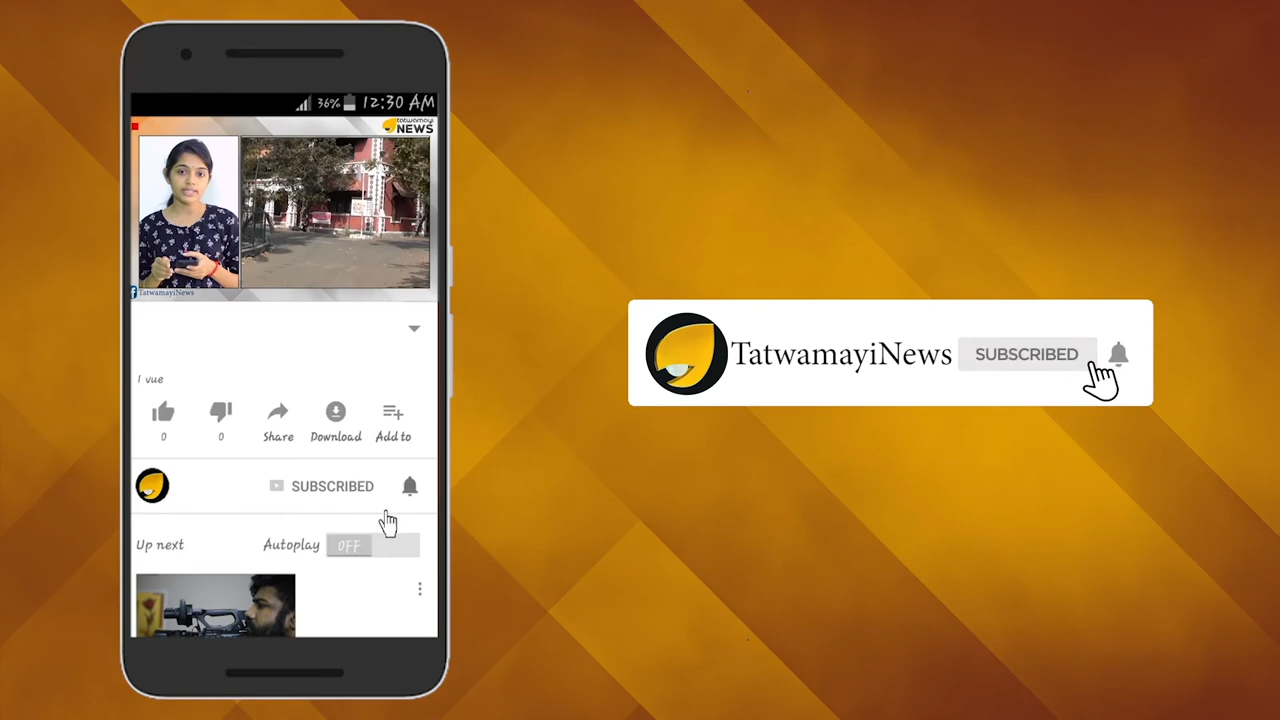 36% 12:30 AM
tatwamayi
NEWS
TatwamayiNews
1 vue
0 0 Share Download Add to
SUBSCRIBED
Up next Autoplay OFF
TatwamayiNews SUBSCRIBED